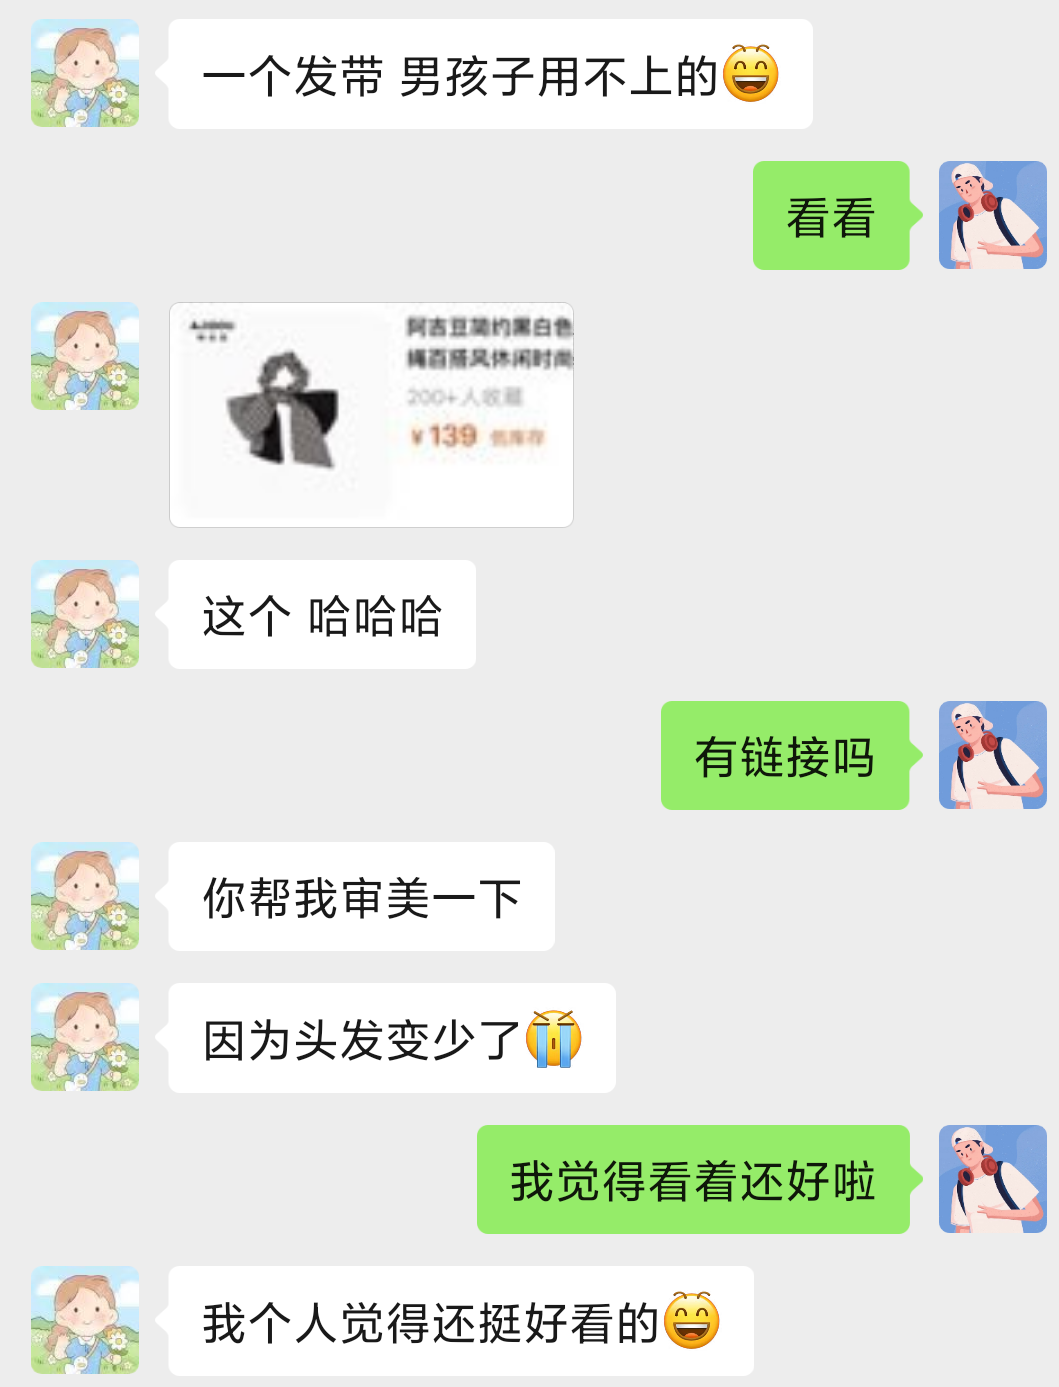 一个发带 男孩子用不上的
看看
阿吉豆简约黑白色
绳百搭风休闲时尚
200+人收藏
¥139 低库存
这个 哈哈哈
有链接吗
你帮我审美一下
因为头发变少了
我觉得看着还好啦
我个人觉得还挺好看的